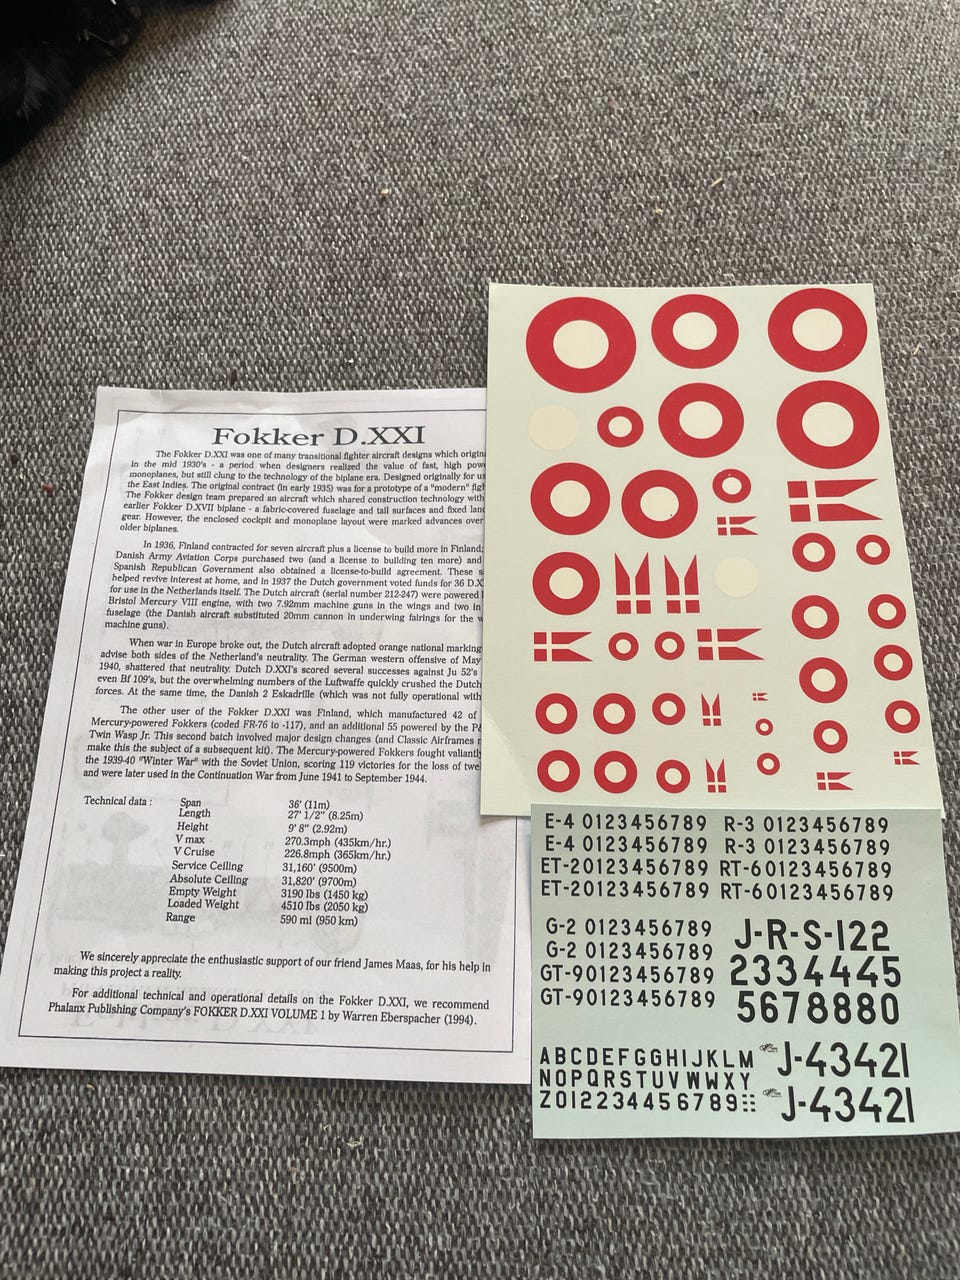 Fokker D.XXI
The Fokker D.XXI was one of many transitional fighter aircraft designs which
in the mid 1930's - a period when designers realized the value of fast, high
monoplanes, but still clung to the technology of the biplane era. Designed originally for
the East Indies. The original contract (in early 1935) was for a prototype of a "modern"
The Fokker design team prepared an aircraft which shared construction technology with
earlier Fokker D.XVII biplane - a fabric-covered fuselage and tail surfaces and fixed
gear. However, the enclosed cockpit and monoplane layout were marked advances over
older biplanes.
In 1936, Finland contracted for seven aircraft plus a license to build more in Finland;
Danish Army Aviation Corps purchased two (and a license to building ten more) and
Spanish Republican Government also obtained a license-to-build agreement. These
helped revive interest at home, and in 1937 the Dutch government voted funds for 36
for use in the Netherlands itself. The Dutch aircraft (serial number 212-247) were powered
Bristol Mercury VIII engine, with two 7.92mm machine guns in the wings and two in
fuselage (the Danish aircraft substituted 20mm cannon in underwing fairings for the
machine guns).
When war in Europe broke out, the Dutch aircraft adopted orange national marking
advise both sides of the Netherland's neutrality. The German western offensive of May
1940, shattered that neutrality. Dutch D.XXI's scored several successes against Ju 52's
even Bf 109's, but the overwhelming numbers of the Luftwaffe quickly crushed the Dutch
forces. At the same time, the Danish 2 Eskadrille (which was not fully operational with
The other user of the Fokker D.XXI was Finland, which manufactured 42 of
Mercury-powered Fokkers (coded FR-76 to -117), and an additional 55 powered by the
Twin Wasp Jr. This second batch involved major design changes (and Classic Airframes
make this the subject of a subsequent kit). The Mercury-powered Fokkers fought valiantly
the 1939-40 "Winter War" with the Soviet Union, scoring 119 victories for the loss of
and were later used in the Continuation War from June 1941 to September 1944.
Technical data : Span 36' (11m)
Length 27' 1/2" (8.25m)
Height 9' 8" (2.92m)
V max 270.3mph (435km/hr.)
V Cruise 226.8mph (365km/hr.)
Service Ceiling 31,160' (9500m)
Absolute Ceiling 31,820' (9700m)
Empty Weight 3190 lbs (1450 kg)
Loaded Weight 4510 lbs (2050 kg)
Range 590 ml (950 km)
We sincerely appreciate the enthusiastic support of our friend James Maas, for his help in
making this project a reality.
For additional technical and operational details on the Fokker D.XXI, we recommend
Phalanx Publishing Company's FOKKER D.XXI VOLUME 1 by Warren Eberspacher (1994).
E-4 0123456789 R-3 0123456789
E-4 0123456789 R-3 0123456789
ET-20123456789 RT-60123456789
ET-20123456789 RT-60123456789
G-2 0123456789
G-2 0123456789
GT-90123456789
GT-90123456789
J-R-S-122
2334445
5678880
ABCDEFGGHIJKLM
NOPQRSTUVWWXY
Z012234456789::
J-43421
J-43421